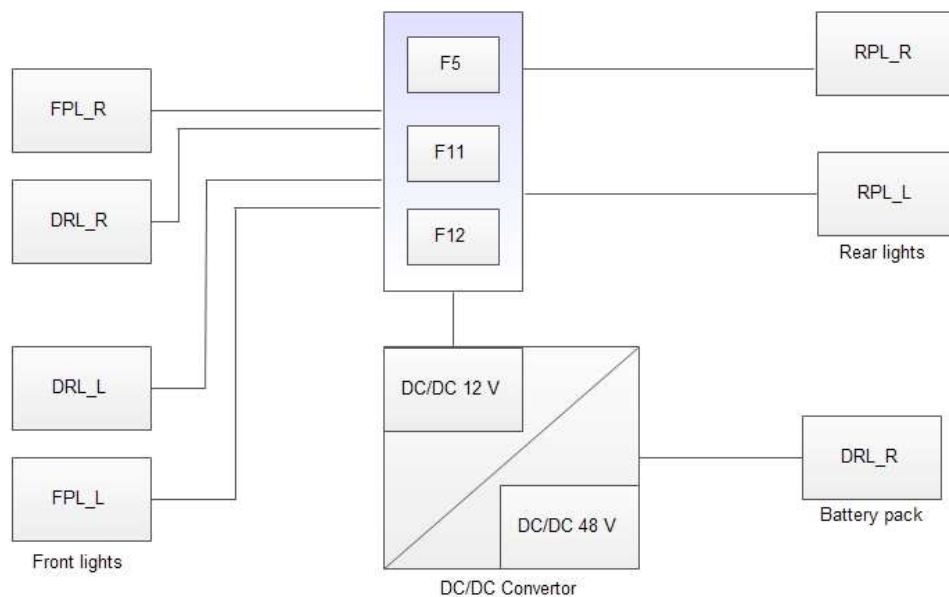 FPL_R
DRL_R
DRL_L
FPL_L
Front lights
F5
F11
F12
RPL_R
RPL_L
Rear lights
DC/DC 12 V
DC/DC 48 V
DC/DC Convertor
DRL_R
Battery pack